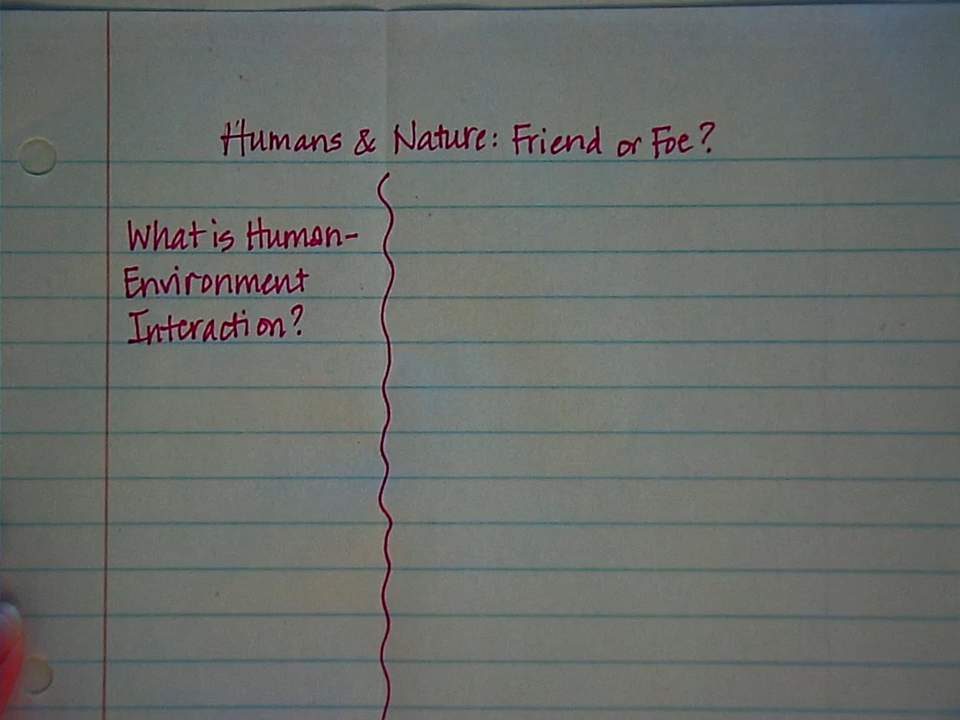 Humans & Nature: Friend or Foe?
What is Human-
Environment
Interaction?